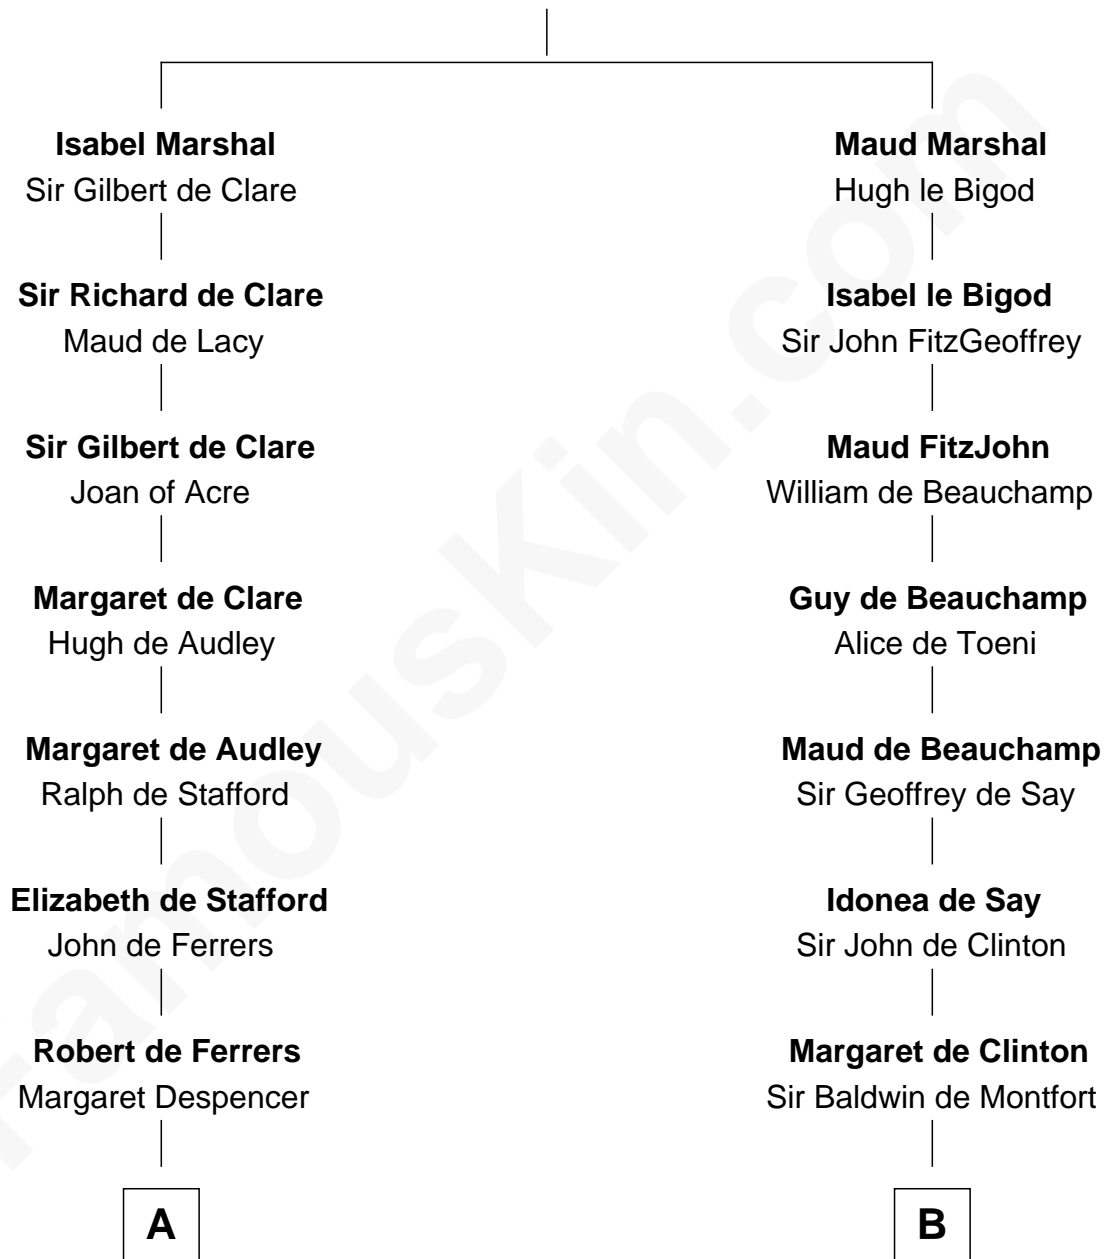 Isabel Marshal
Sir Gilbert de Clare
Sir Richard de Clare
Maud de Lacy
Sir Gilbert de Clare
Joan of Acre
Margaret de Clare
Hugh de Audley
Margaret de Audley
Ralph de Stafford
Elizabeth de Stafford
John de Ferrers
Robert de Ferrers
Margaret Despencer
A
Maud Marshal
Hugh le Bigod
Isabel le Bigod
Sir John FitzGeoffrey
Maud FitzJohn
William de Beauchamp
Guy de Beauchamp
Alice de Toeni
Maud de Beauchamp
Sir Geoffrey de Say
Idonea de Say
Sir John de Clinton
Margaret de Clinton
Sir Baldwin de Montfort
B
FamousKin.com